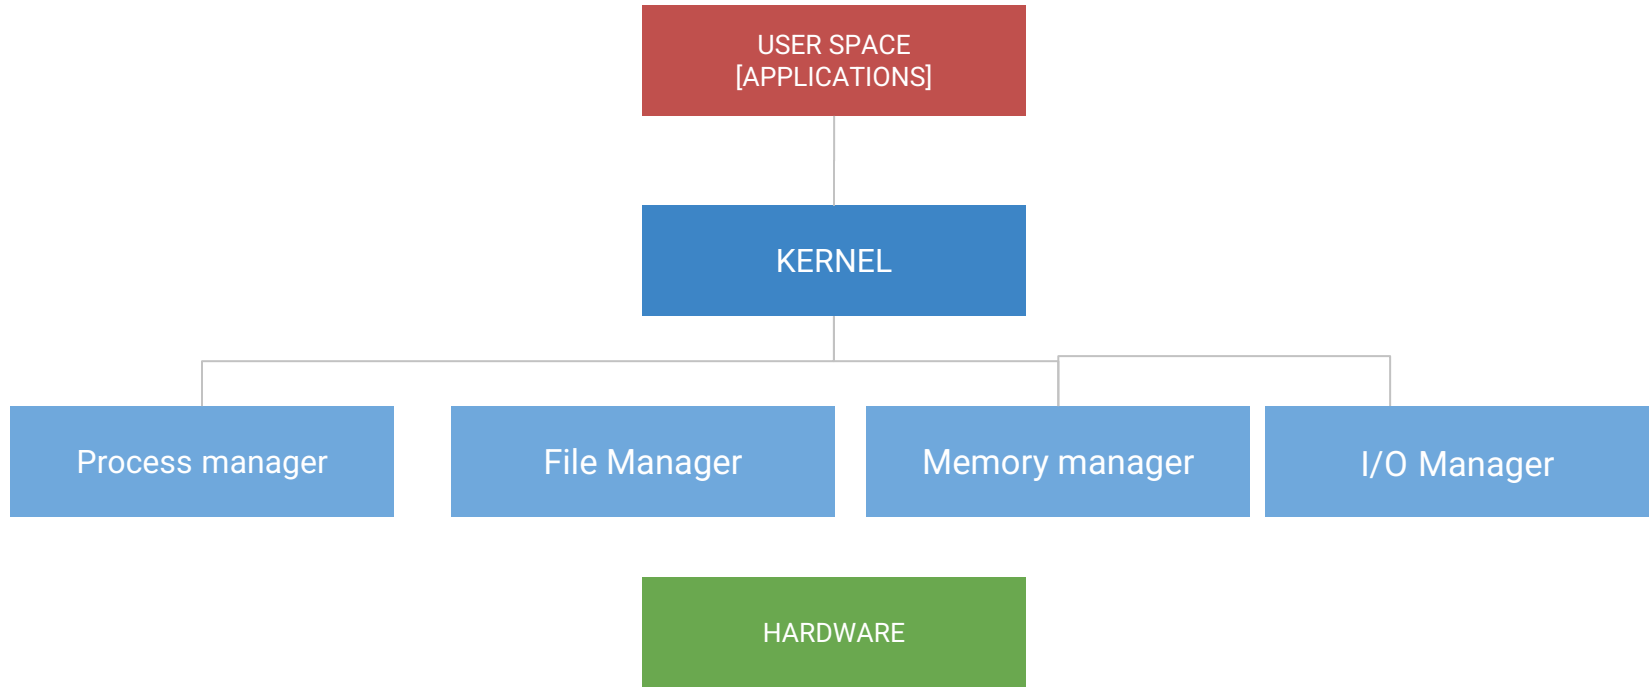 USER SPACE
[APPLICATIONS]
KERNEL
Process manager
File Manager
Memory manager
I/O Manager
HARDWARE